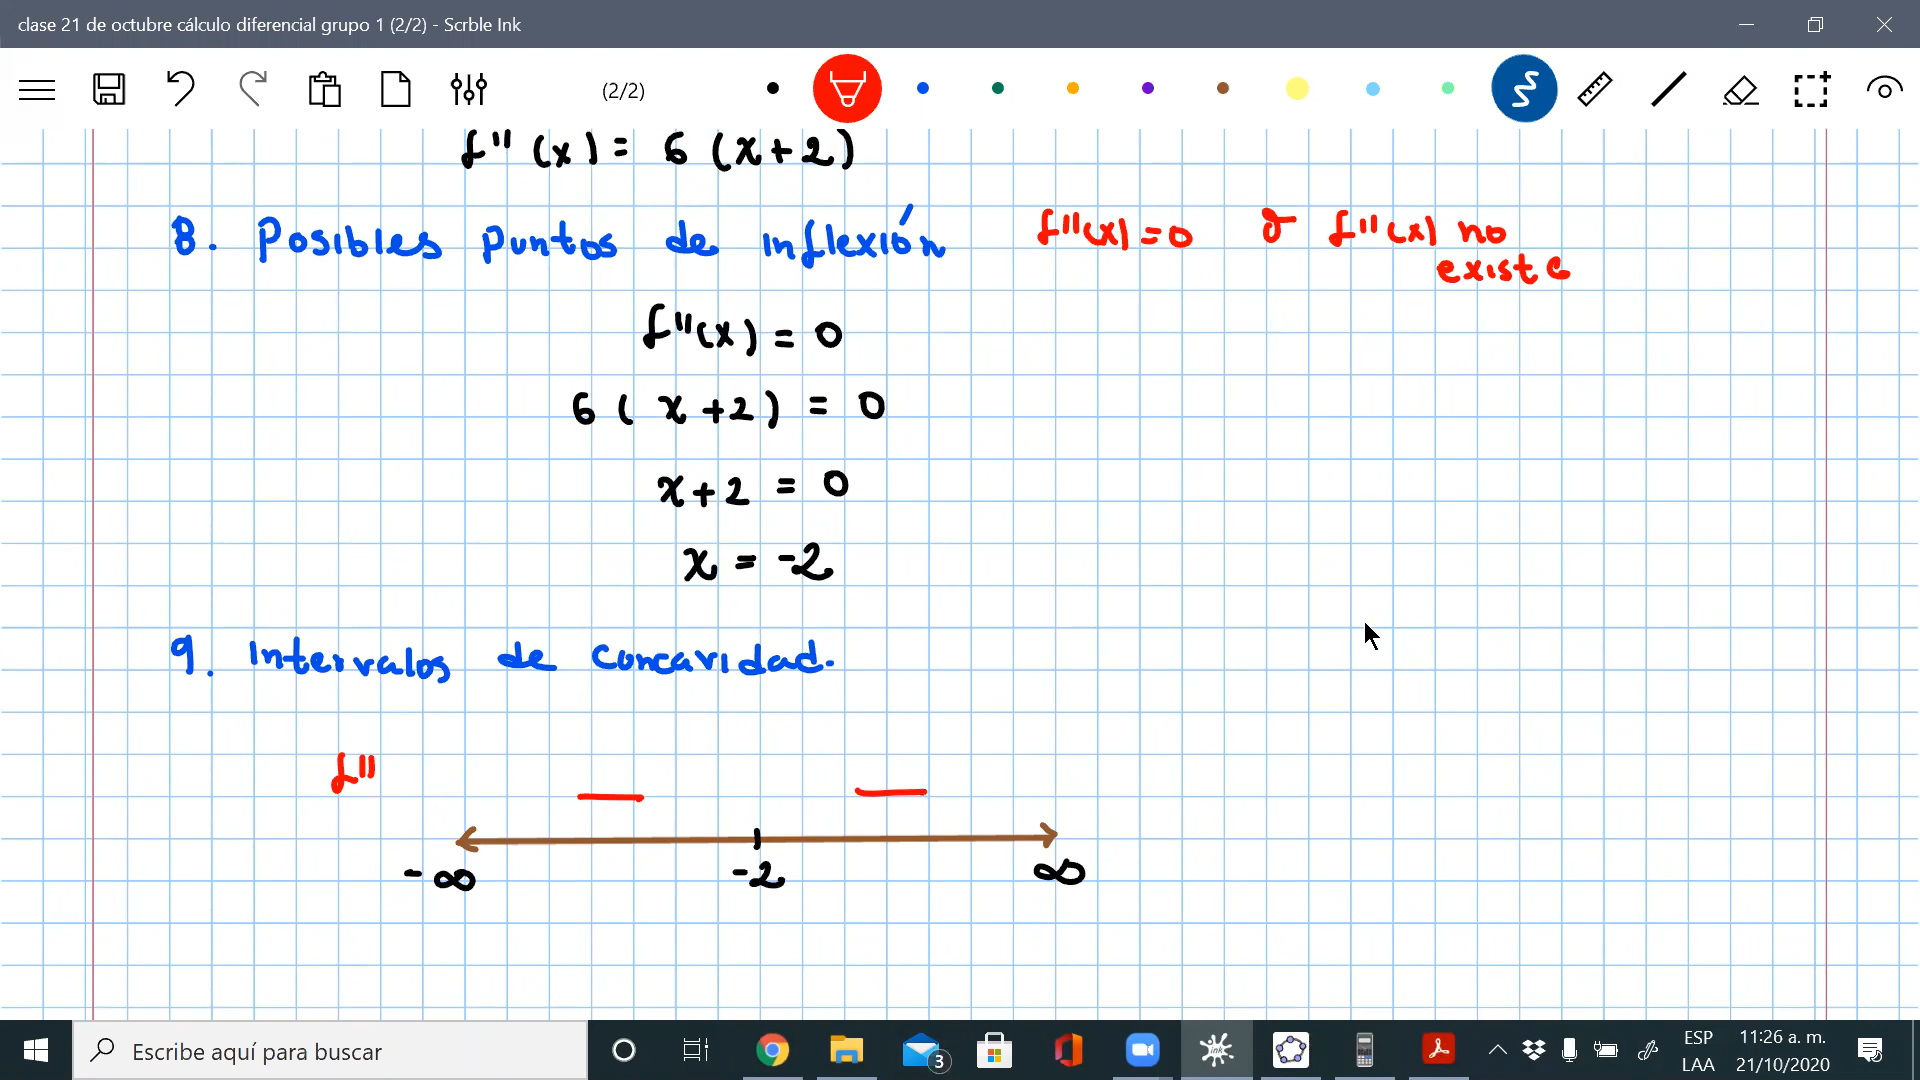 clase 21 de octubre cálculo diferencial grupo 1 (2/2) - Scrble Ink
(2/2)
f''(x) = 6 (x+2)
8. Posibles puntos de inflexión f''(x) = 0 ó f''(x) no
existe
f''(x) = 0
6 ( x +2) = 0
x + 2 = 0
x = -2
9. Intervalos de concavidad.
f''
- ∞ -2 ∞
Escribe aquí para buscar
3
ink
ESP 11:26 a. m.
LAA 21/10/2020